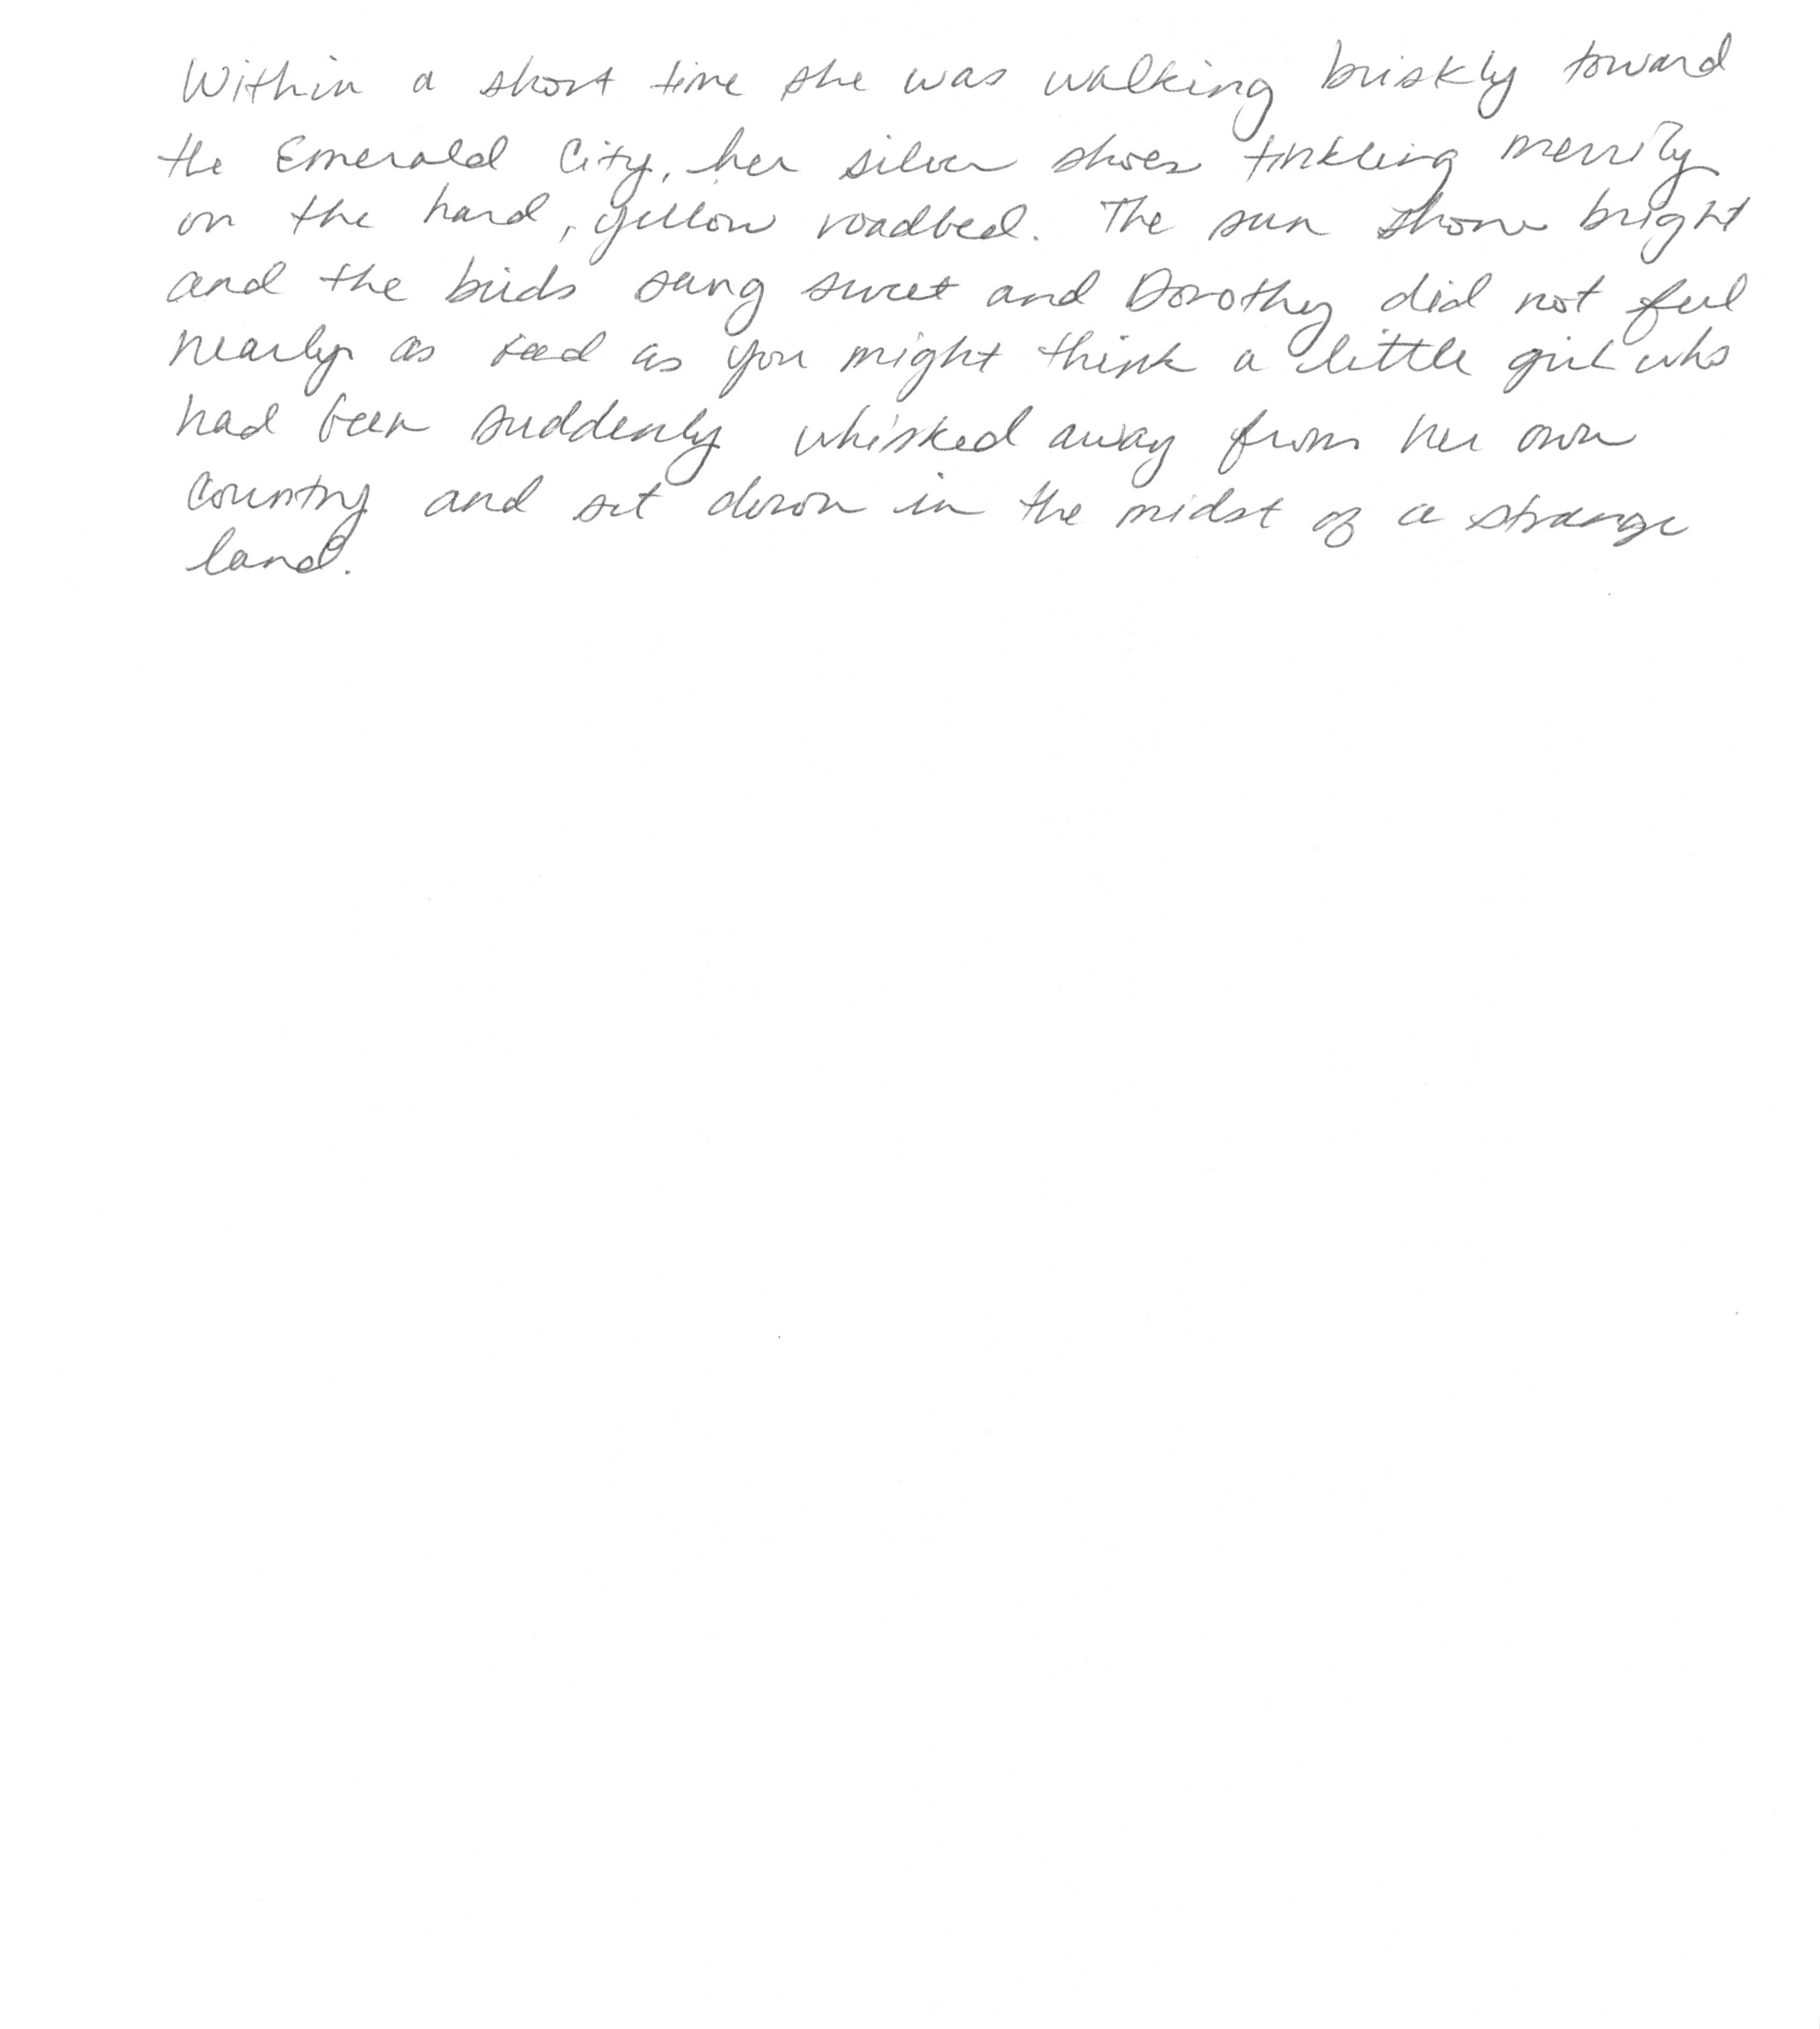 Within a short time she was walking briskly toward
the Emerald City, her silver shoes tinkling merrily
on the hard, yellow roadbed. The sun shone bright
and the birds sang sweet and Dorothy did not feel
nearly as sad as you might think a little girl who
had been suddenly whisked away from her own
country and set down in the midst of a strange
land.